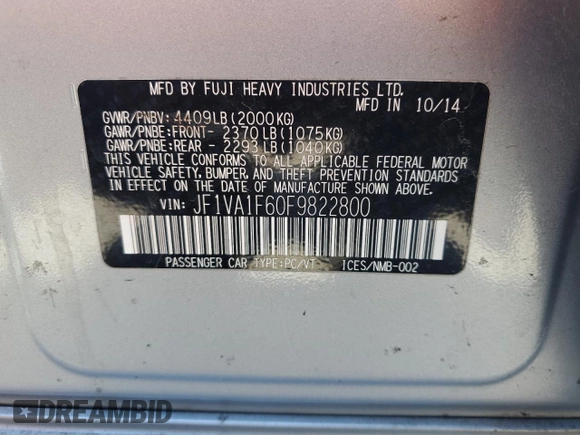 MFD BY FUJI HEAVY INDUSTRIES LTD.
MFD IN 10/14
GVWR/PNBV: 4409LB(2000KG)
GAWR/PNBE:FRONT- 2370LB(1075KG)
GAWR/PNBE:REAR - 2293LB(1040KG)
THIS VEHICLE CONFORMS TO ALL APPLICABLE FEDERAL MOTOR
VEHICLE SAFETY, BUMPER, AND THEFT PREVENTION STANDARDS
IN EFFECT ON THE DATE OF MANUFACTURE SHOWN ABOVE.
VIN: JF1VA1F60F9822800
PASSENGER CAR TYPE:PC/VT ICES/NMB-002
DREAMBID